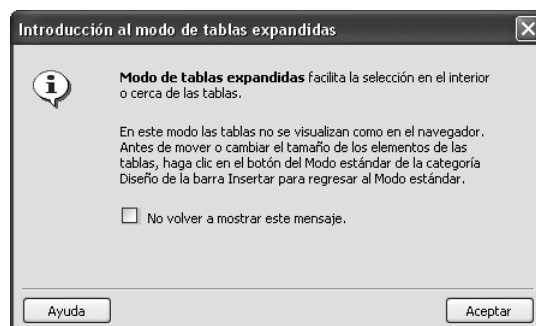 Introducción al modo de tablas expandidas
Modo de tablas expandidas facilita la selección en el interior
o cerca de las tablas.
En este modo las tablas no se visualizan como en el navegador.
Antes de mover o cambiar el tamaño de los elementos de las
tablas, haga clic en el botón del Modo estándar de la categoría
Diseño de la barra Insertar para regresar al Modo estándar.
No volver a mostrar este mensaje.
Ayuda
Aceptar